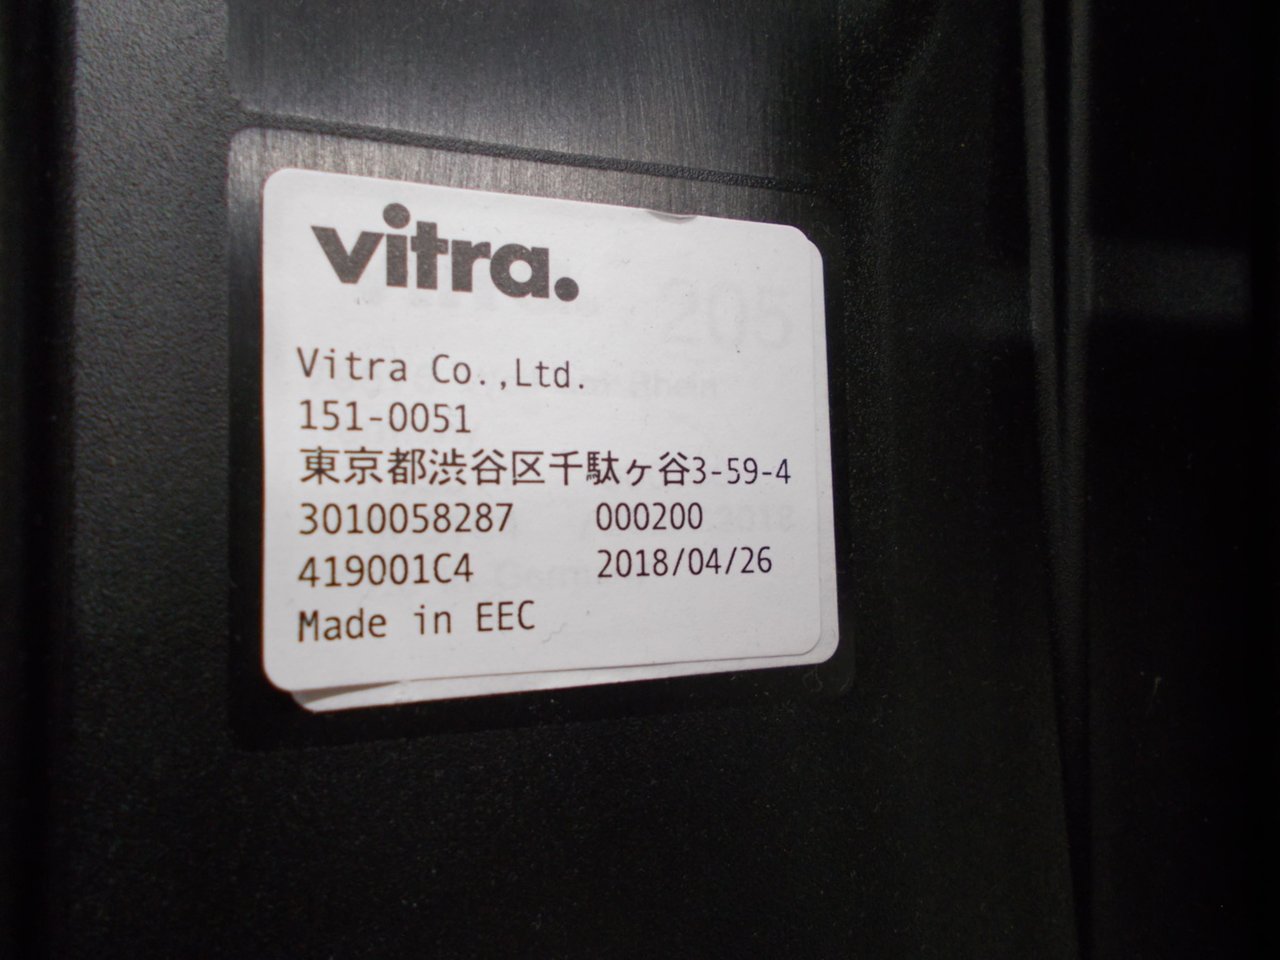 vitra.
Vitra Co.,Ltd.
151-0051
東京都渋谷区千駄ヶ谷3-59-4
3010058287 000200
419001C4 2018/04/26
Made in EEC